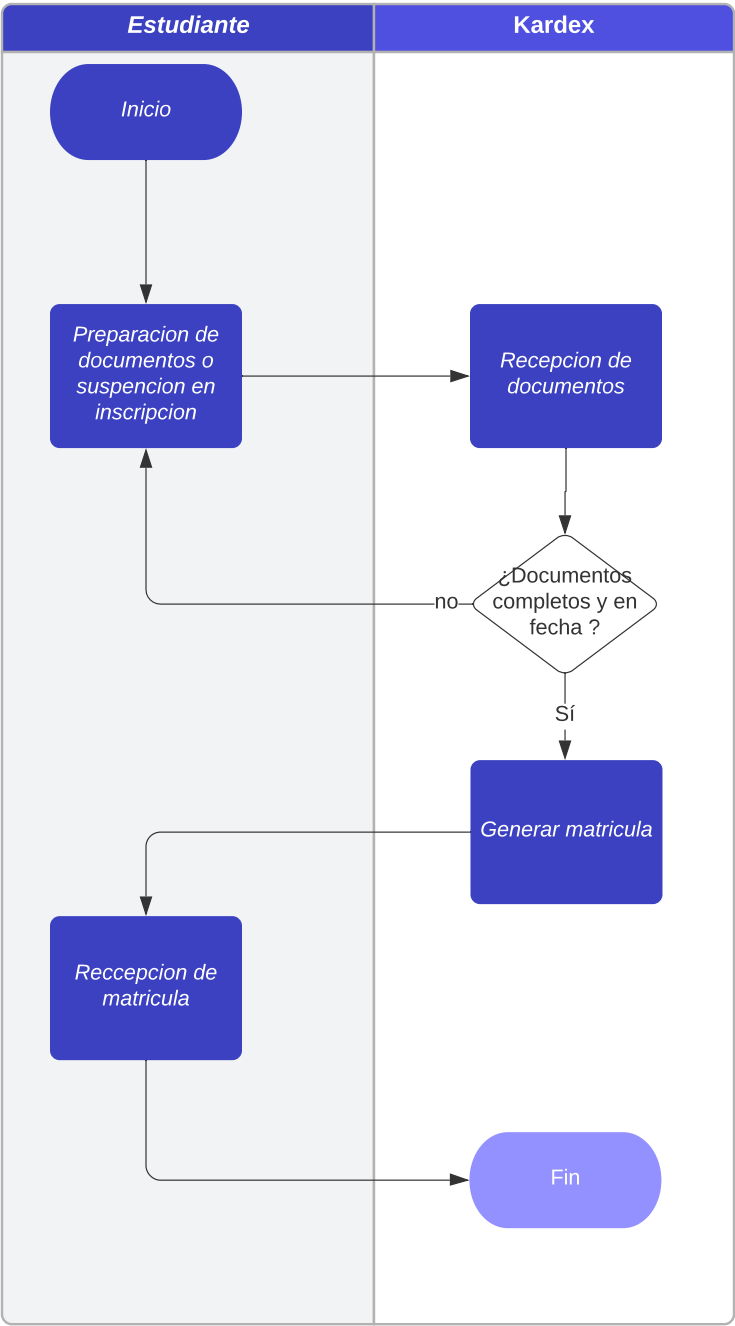 Estudiante
Kardex
Inicio
Preparacion de
documentos o
suspencion en
inscripcion
Recepcion de
documentos
¿Documentos
completos y en
fecha ?
no
Sí
Generar matricula
Reccepcion de
matricula
Fin